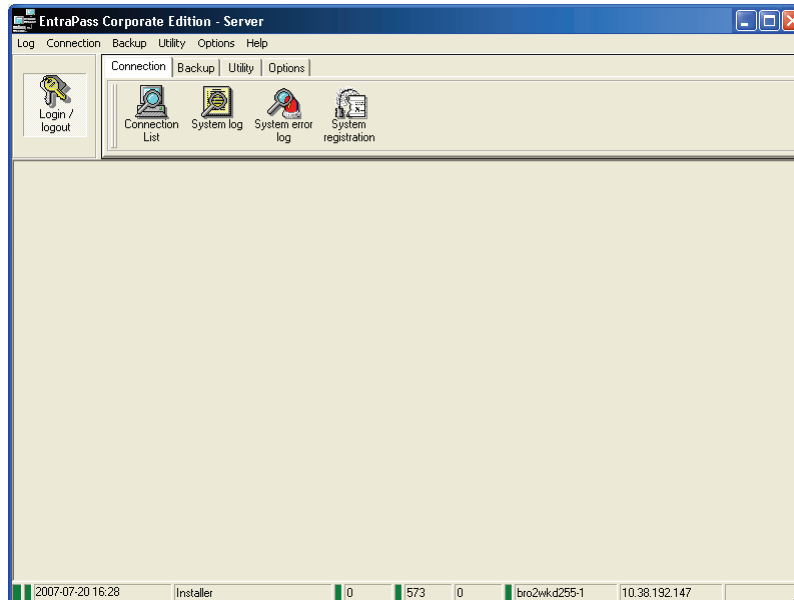 EntraPass Corporate Edition - Server
Log Connection Backup Utility Options Help
Connection Backup Utility Options
Login / logout
Connection List
System log
System error log
System registration
2007-07-20 16:28 Installer 0 573 0 bro2wkd255-1 10.38.192.147